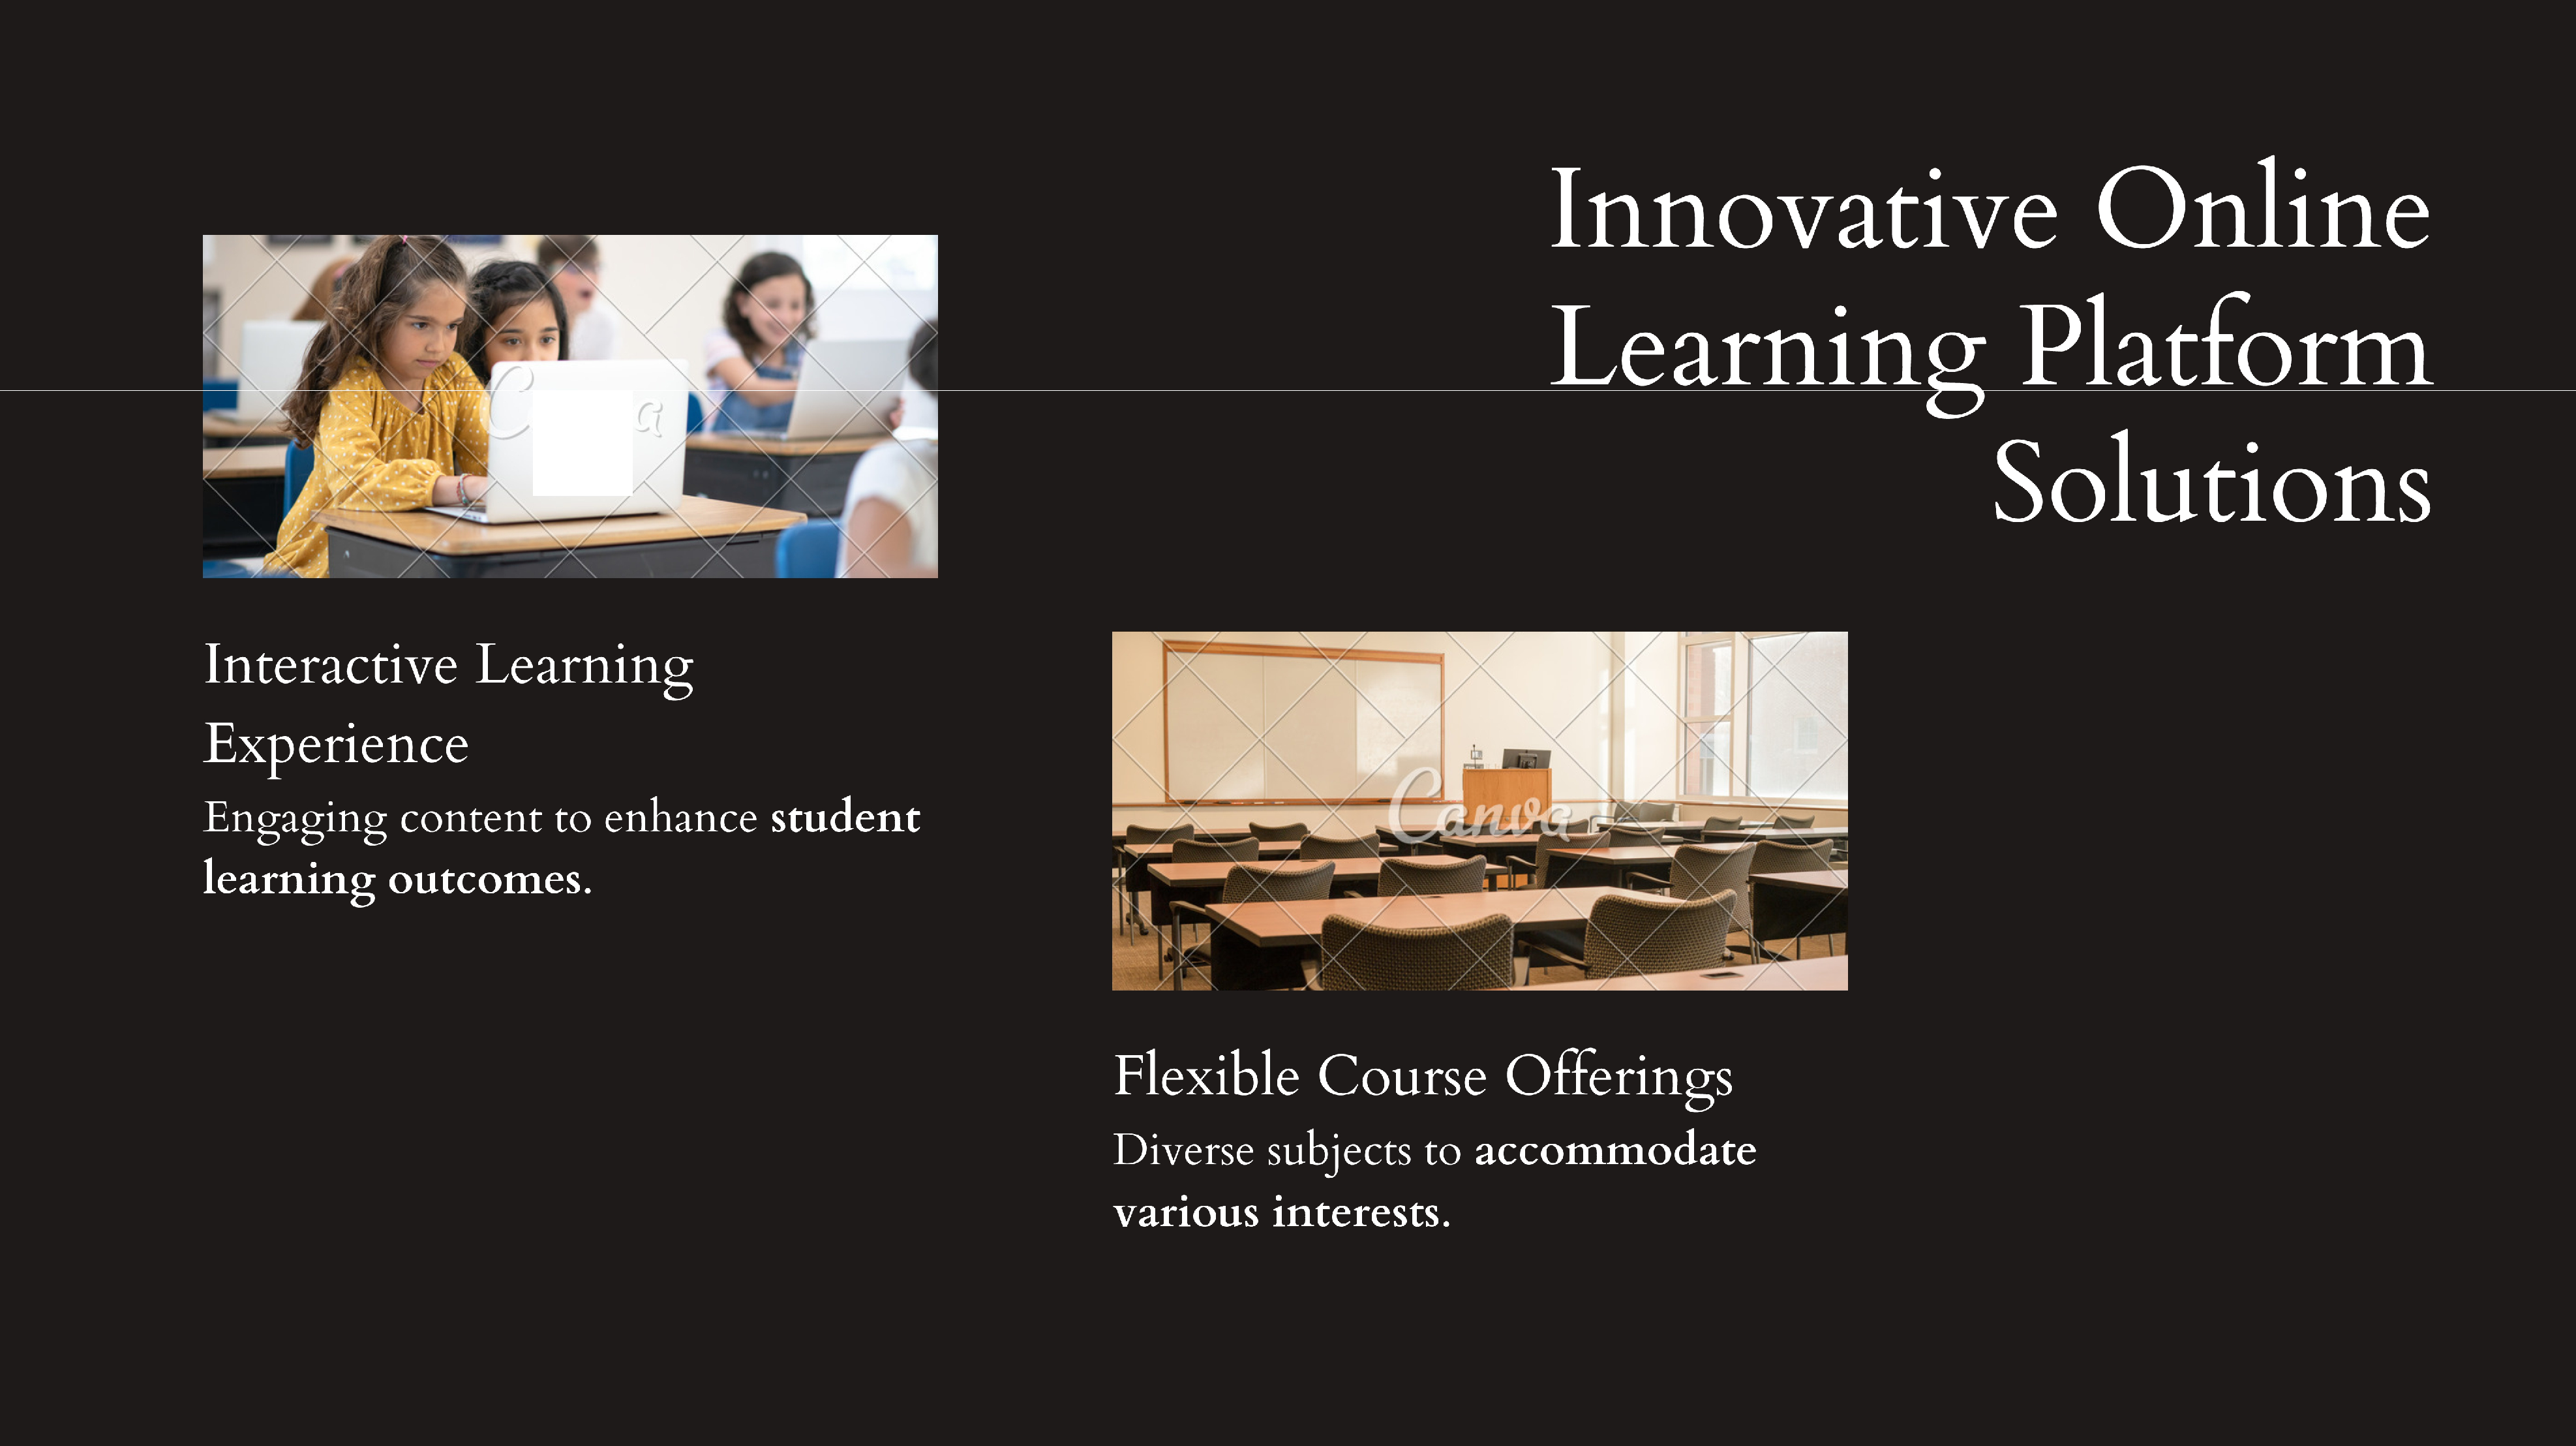 Innovative Online
Learning Platform
Solutions
Interactive Learning
Experience
Engaging content to enhance student
learning outcomes.
Canva
Flexible Course Offerings
Diverse subjects to accommodate
various interests.